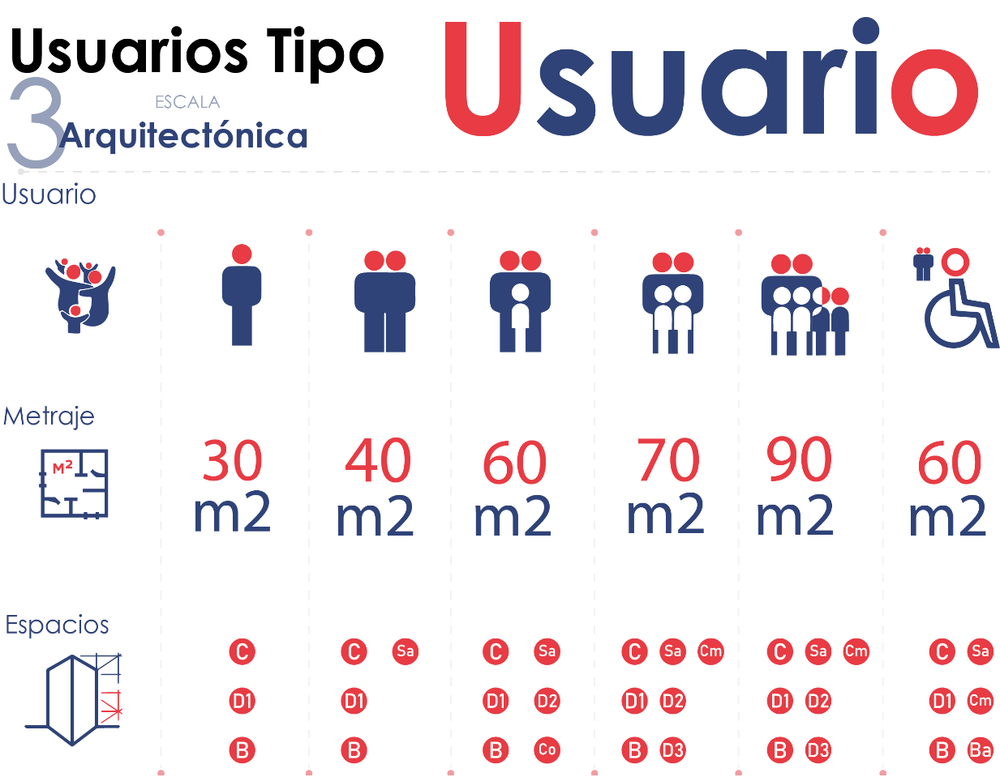 Usuarios Tipo
Usuario
3
ESCALA
Arquitectónica
Usuario
Metraje
M²
30 40 60 70 90 60
m2 m2 m2 m2 m2 m2
Espacios
C C Sa C Sa C Sa Cm C Sa Cm C Sa
D1 D1 D1 D2 D1 D2 D1 D2 D1 Cm
B B B Co B D3 B D3 B Ba